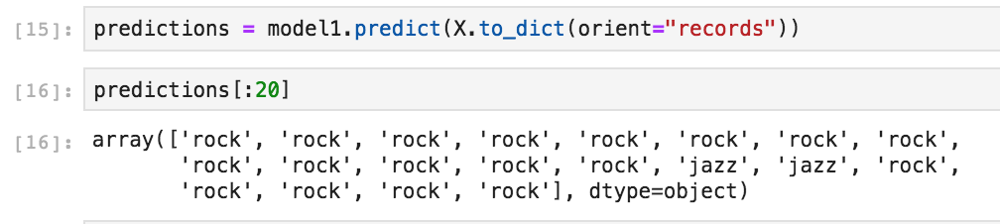 [15]: predictions = model1.predict(X.to_dict(orient="records"))
[16]: predictions[:20]
[16]: array(['rock', 'rock', 'rock', 'rock', 'rock', 'rock', 'rock', 'rock',
'rock', 'rock', 'rock', 'rock', 'rock', 'jazz', 'jazz', 'rock',
'rock', 'rock', 'rock', 'rock'], dtype=object)